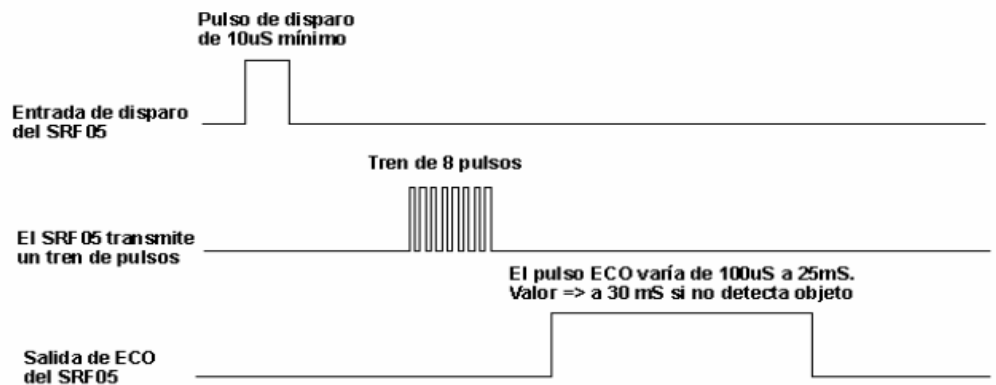 Pulso de disparo
de 10uS mínimo
Entrada de disparo
del SRF05
Tren de 8 pulsos
El SRF05 transmite
un tren de pulsos
El pulso ECO varía de 100uS a 25mS.
Valor => a 30 mS si no detecta objeto
Salida de ECO
del SRF05